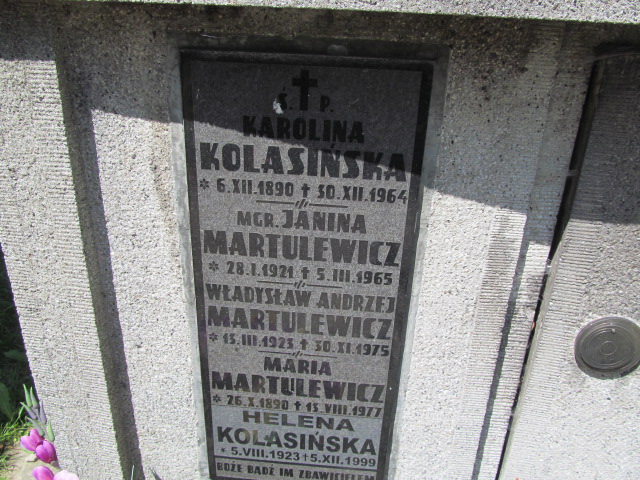 Ś. P.
KAROLINA
KOLASIŃSKA
* 6.XII.1890 † 30.XII.1964
MGR. JANINA
MARTULEWICZ
* 28.I.1921 † 5.III.1965
WŁADYSŁAW ANDRZEJ
MARTULEWICZ
* 13.III.1923 † 30.XI.1975
MARIA
MARTULEWICZ
* 26.X.1890 † 13.VIII.1977
HELENA
KOLASIŃSKA
* 5.VIII.1923 † 5.XII.1999
BOŻE BĄDŹ IM ZBAWICIELEM